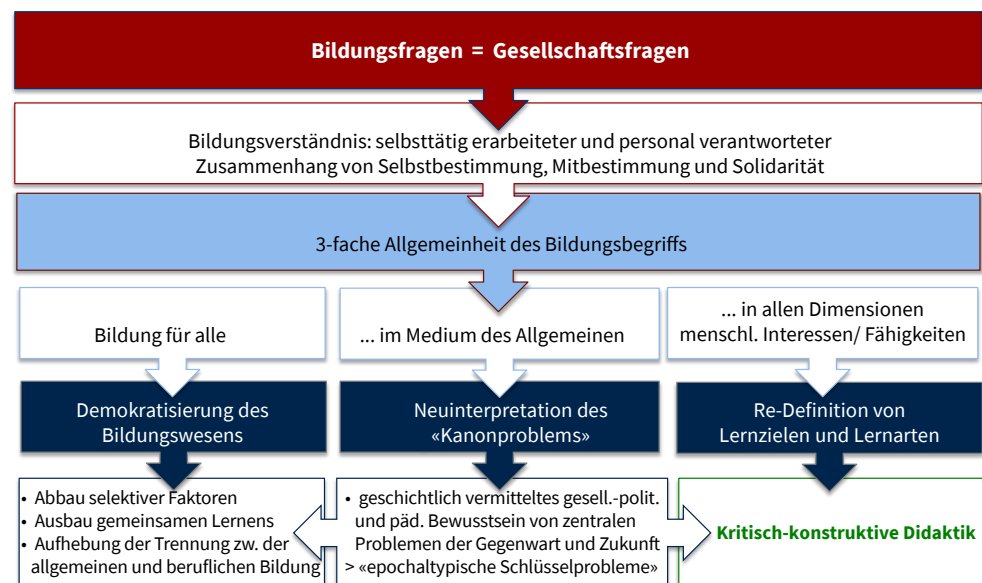 Bildungsfragen = Gesellschaftsfragen
Bildungsverständnis: selbsttätig erarbeiteter und personal verantworteter
Zusammenhang von Selbstbestimmung, Mitbestimmung und Solidarität
3-fache Allgemeinheit des Bildungsbegriffs
Bildung für alle
... im Medium des Allgemeinen
... in allen Dimensionen
menschl. Interessen/ Fähigkeiten
Demokratisierung des
Bildungswesens
Neuinterpretation des
«Kanonproblems»
Re-Definition von
Lernzielen und Lernarten
• Abbau selektiver Faktoren
• Ausbau gemeinsamen Lernens
• Aufhebung der Trennung zw. der
allgemeinen und beruflichen Bildung
• geschichtlich vermitteltes gesell.-polit.
und päd. Bewusstsein von zentralen
Problemen der Gegenwart und Zukunft
> «epochaltypische Schlüsselprobleme»
Kritisch-konstruktive Didaktik